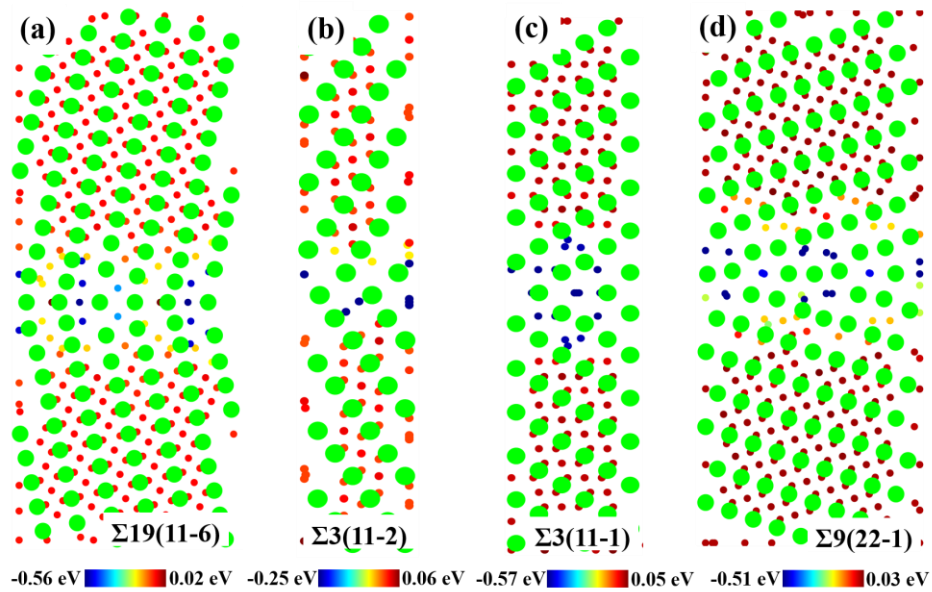 (a) (b) (c) (d)
Σ19(11-6) Σ3(11-2) Σ3(11-1) Σ9(22-1)
-0.56 eV 0.02 eV -0.25 eV 0.06 eV -0.57 eV 0.05 eV -0.51 eV 0.03 eV